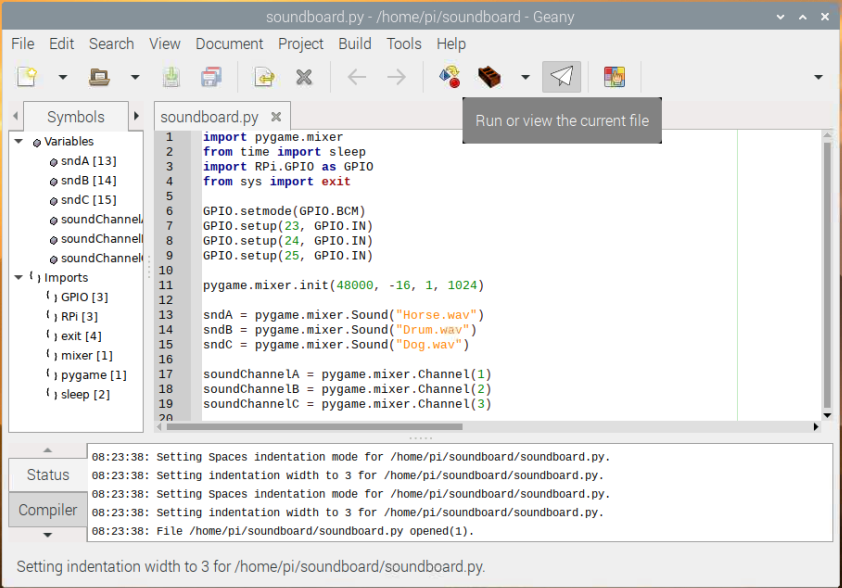 soundboard.py - /home/pi/soundboard - Geany
File Edit Search View Document Project Build Tools Help
Symbols
soundboard.py
Run or view the current file
Variables
sndA [13]
sndB [14]
sndC [15]
soundChannelA
soundChannel
soundChannel
Imports
GPIO [3]
RPi [3]
exit [4]
mixer [1]
pygame [1]
sleep [2]
1 import pygame.mixer
2 from time import sleep
3 import RPi.GPIO as GPIO
4 from sys import exit
5
6 GPIO.setmode(GPIO.BCM)
7 GPIO.setup(23, GPIO.IN)
8 GPIO.setup(24, GPIO.IN)
9 GPIO.setup(25, GPIO.IN)
10
11 pygame.mixer.init(48000, -16, 1, 1024)
12
13 sndA = pygame.mixer.Sound("Horse.wav")
14 sndB = pygame.mixer.Sound("Drum.wav")
15 sndC = pygame.mixer.Sound("Dog.wav")
16
17 soundChannelA = pygame.mixer.Channel(1)
18 soundChannelB = pygame.mixer.Channel(2)
19 soundChannelC = pygame.mixer.Channel(3)
20
Status
Compiler
08:23:38: Setting Spaces indentation mode for /home/pi/soundboard/soundboard.py.
08:23:38: Setting indentation width to 3 for /home/pi/soundboard/soundboard.py.
08:23:38: Setting Spaces indentation mode for /home/pi/soundboard/soundboard.py.
08:23:38: Setting indentation width to 3 for /home/pi/soundboard/soundboard.py.
08:23:38: File /home/pi/soundboard/soundboard.py opened(1).
Setting indentation width to 3 for /home/pi/soundboard/soundboard.py.